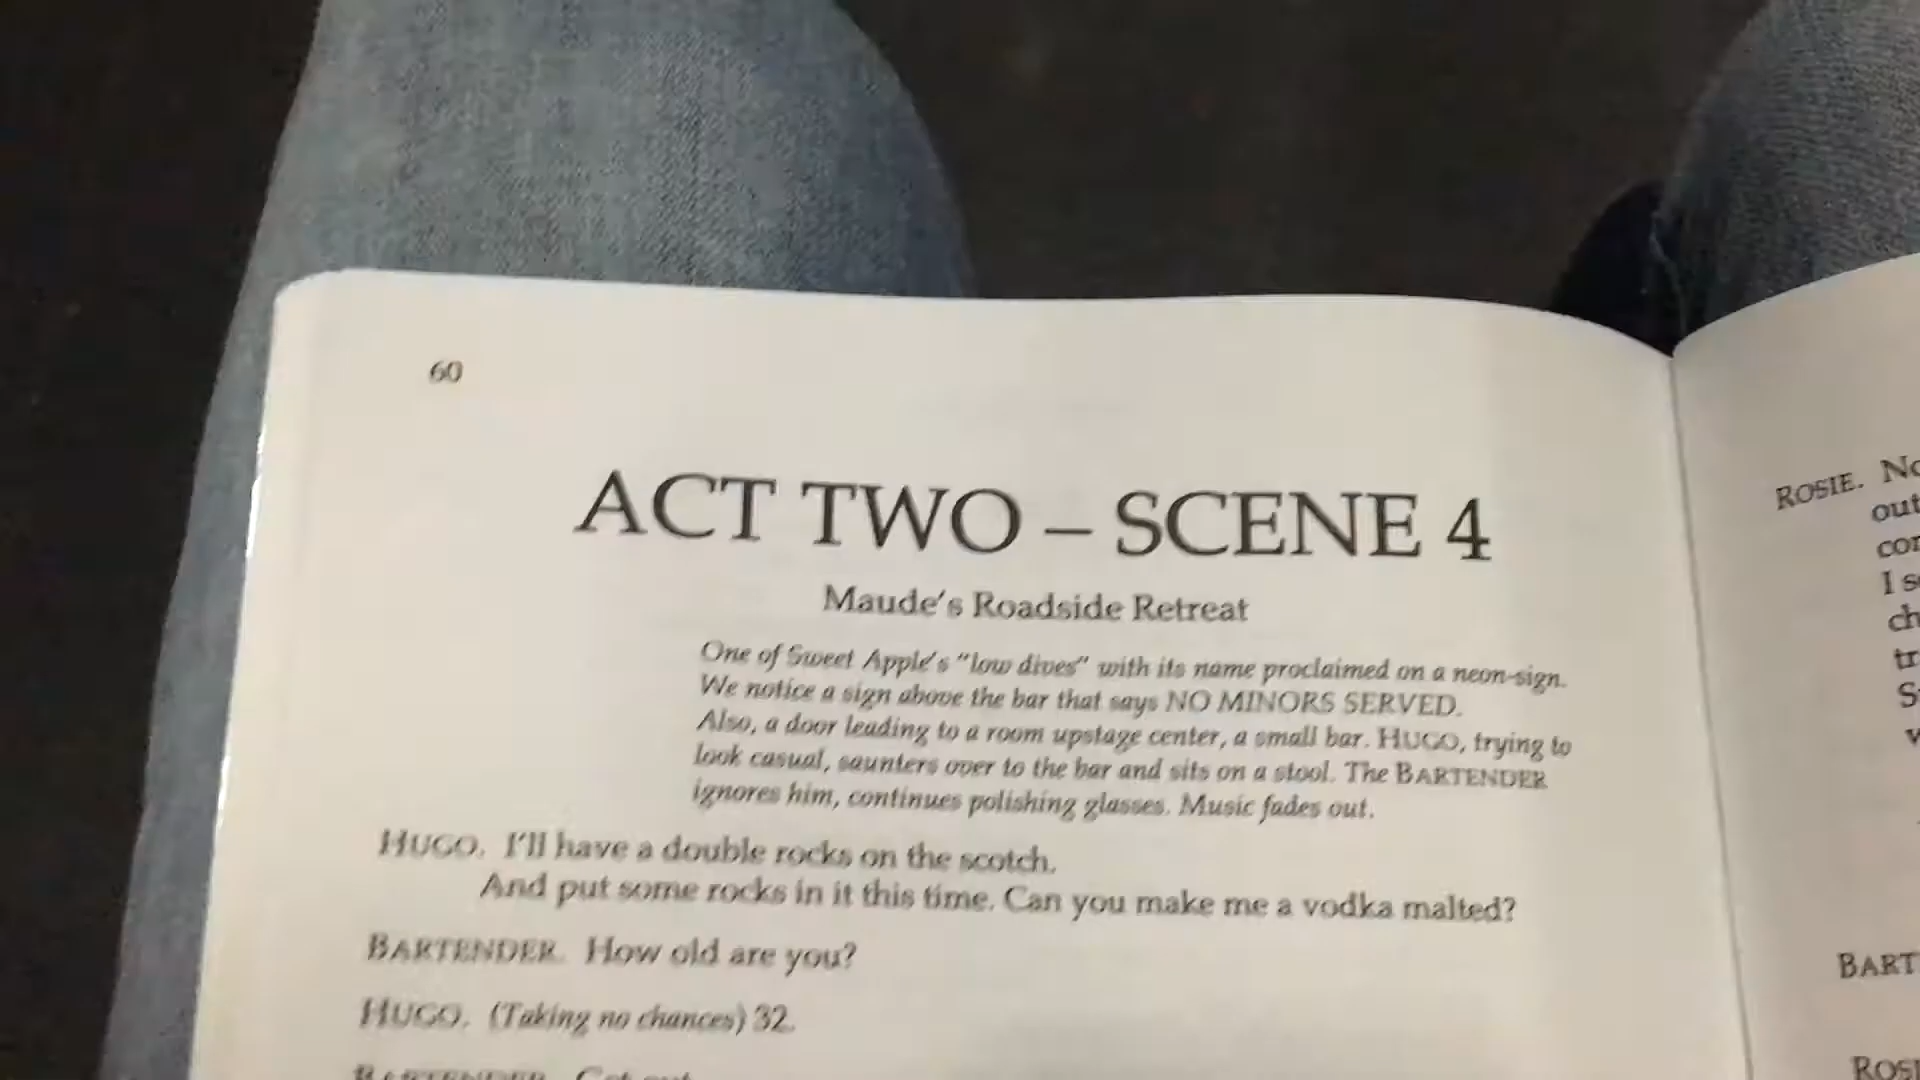 60
ACT TWO – SCENE 4
Maude's Roadside Retreat
One of Sweet Apple's "low dives" with its name proclaimed on a neon-sign.
We notice a sign above the bar that says NO MINORS SERVED.
Also, a door leading to a room upstage center, a small bar. HUGO, trying to
look casual, saunters over to the bar and sits on a stool. The BARTENDER
ignores him, continues polishing glasses. Music fades out.
HUGO. I'll have a double rocks on the scotch.
And put some rocks in it this time. Can you make me a vodka malted?
BARTENDER. How old are you?
HUGO. (Taking no chances) 32.
BARTENDER. Get out.
ROSIE. No
out
con
I s
ch
tr
S
BART
ROSI